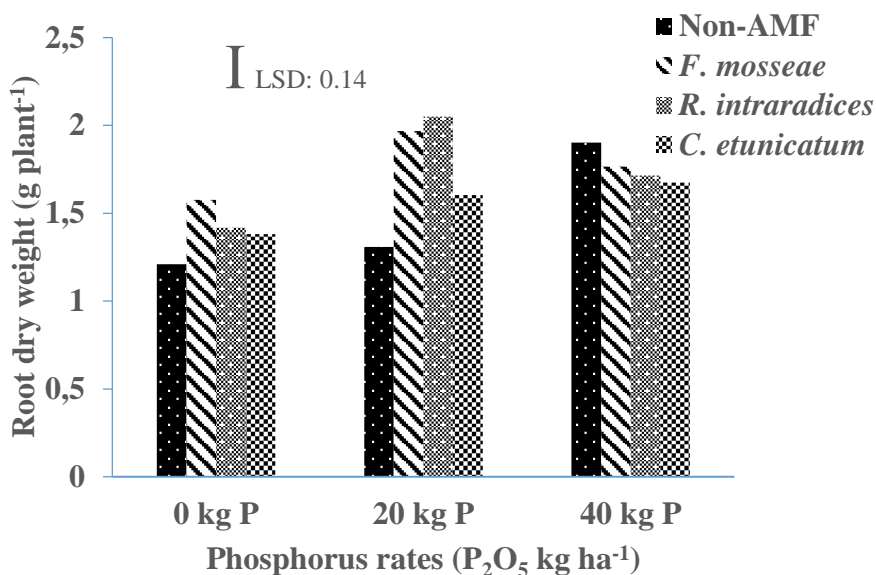 Root dry weight (g plant⁻¹)
2,5
2
1,5
1
0,5
0
LSD: 0.14
Non-AMF
F. mosseae
R. intraradices
C. etunicatum
0 kg P
20 kg P
40 kg P
Phosphorus rates (P₂O₅ kg ha⁻¹)